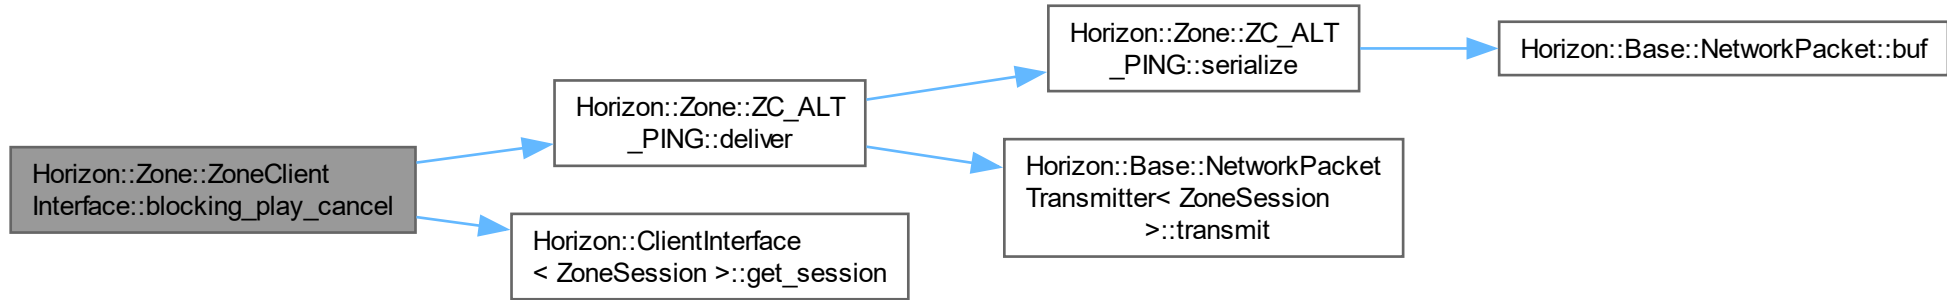 Horizon::Zone::ZoneClient
Interface::blocking_play_cancel
Horizon::Zone::ZC_ALT
_PING::deliver
Horizon::Zone::ZC_ALT
_PING::serialize
Horizon::Base::NetworkPacket::buf
Horizon::Base::NetworkPacket
Transmitter< ZoneSession
>::transmit
Horizon::ClientInterface
< ZoneSession >::get_session